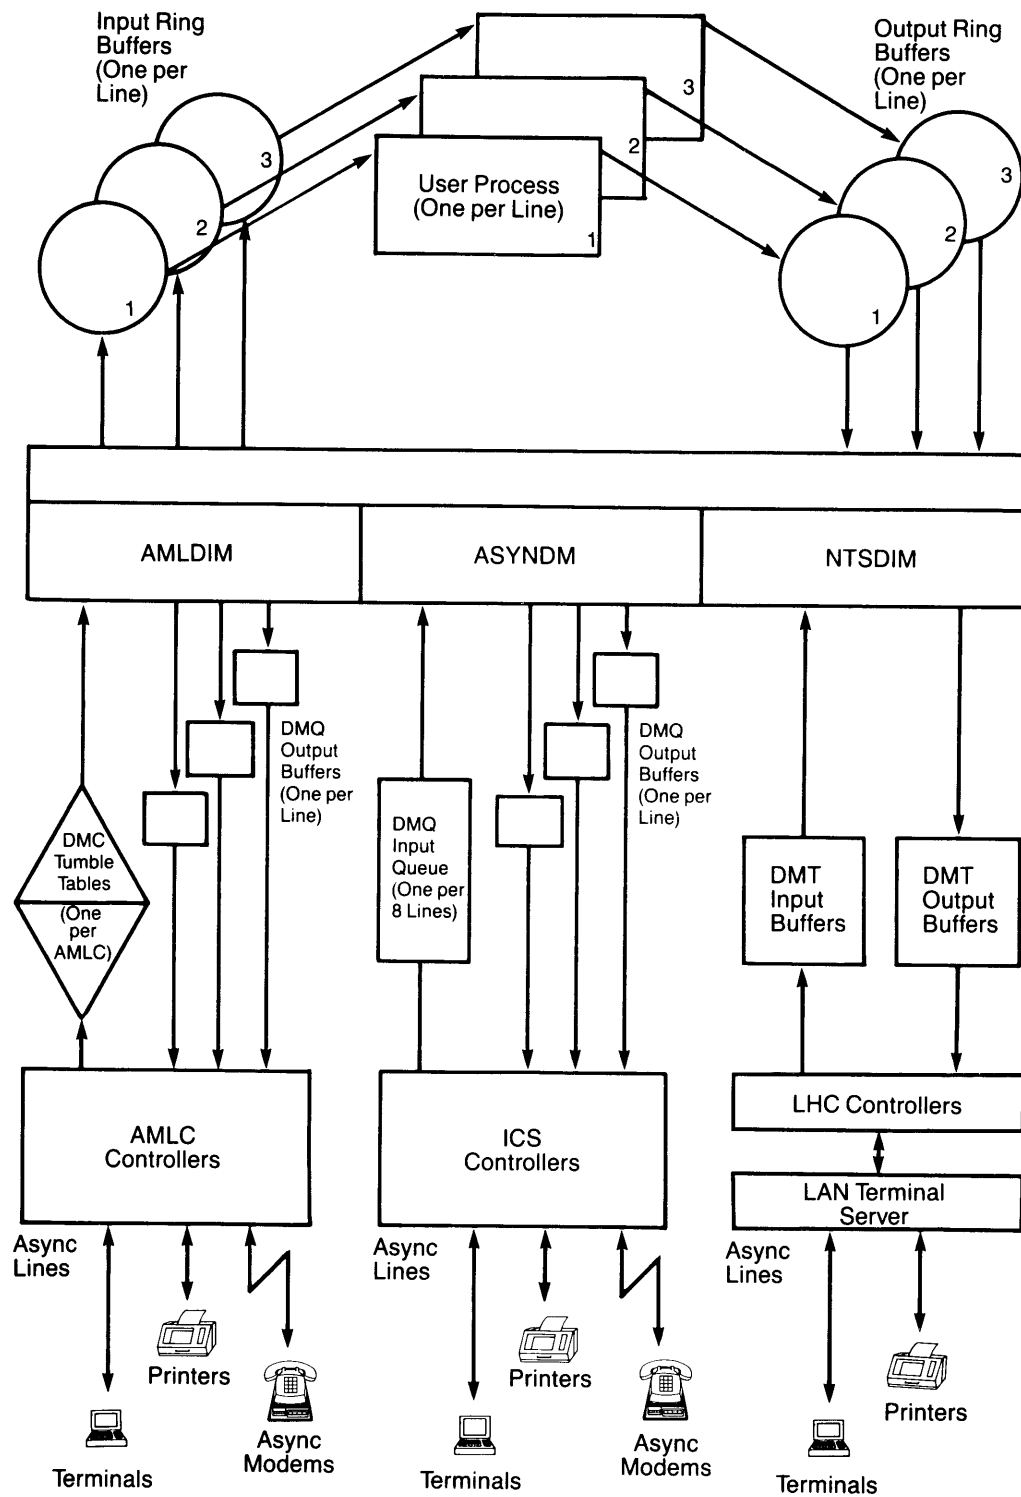 Input Ring
Buffers
(One per
Line)
Output Ring
Buffers
(One per
Line)
3
2
1
3
2
User Process
(One per Line)
1
3
2
1
AMLDIM
ASYNDM
NTSDIM
DMQ
Output
Buffers
(One per
Line)
DMQ
Output
Buffers
(One per
Line)
DMC
Tumble
Tables
(One
per
AMLC)
DMQ
Input
Queue
(One per
8 Lines)
DMT
Input
Buffers
DMT
Output
Buffers
AMLC
Controllers
ICS
Controllers
LHC Controllers
LAN Terminal
Server
Async
Lines
Async
Lines
Async
Lines
Printers
Async
Modems
Terminals
Printers
Async
Modems
Terminals
Printers
Terminals